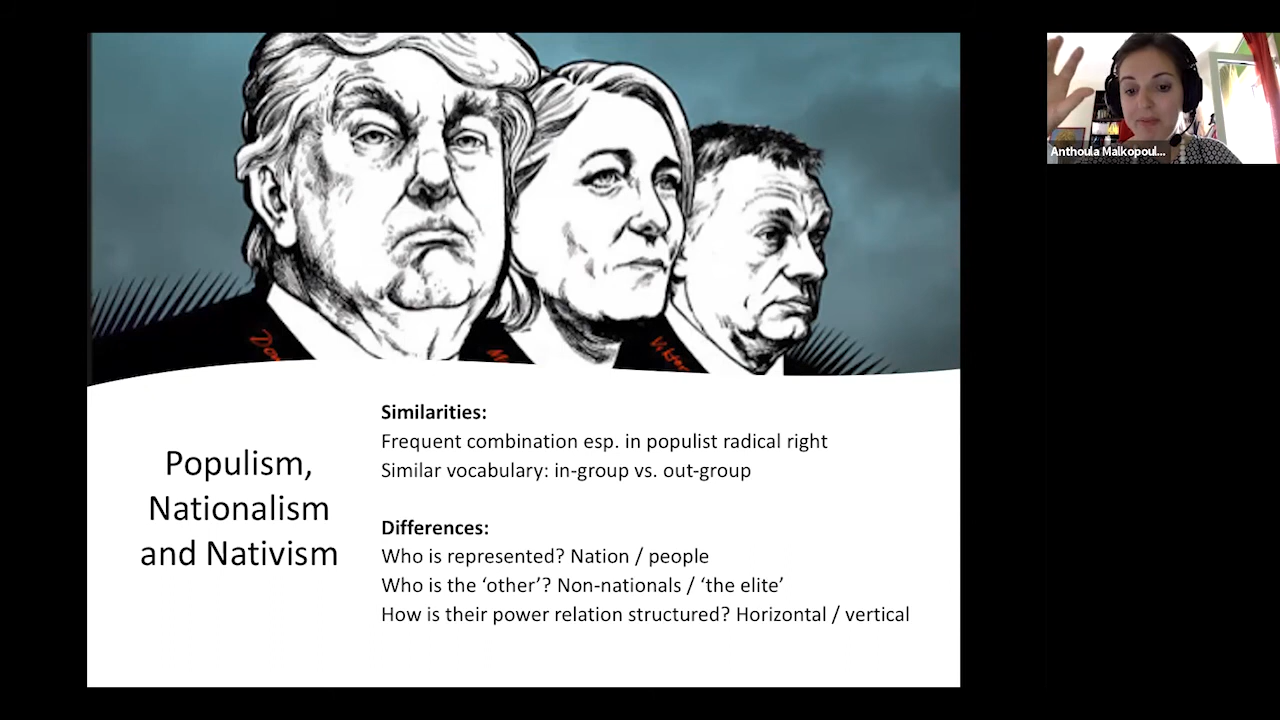 Anthoula Malkopoul...
Viktor
Similarities:
Frequent combination esp. in populist radical right
Similar vocabulary: in-group vs. out-group
Populism,
Nationalism
and Nativism
Differences:
Who is represented? Nation / people
Who is the ‘other’? Non-nationals / ‘the elite’
How is their power relation structured? Horizontal / vertical